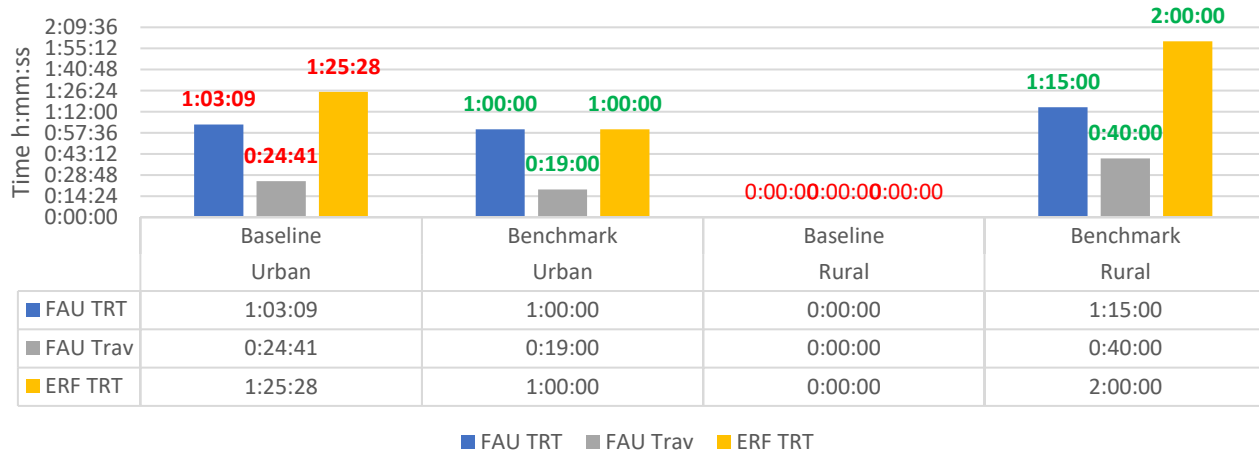 2:00:00
2:09:36
1:55:12
1:25:28
1:40:48
1:26:24
1:15:00
1:03:09
1:00:00 1:00:00
1:12:00
0:57:36
0:40:00
0:43:12
0:24:41
0:19:00
0:28:48
0:14:24
0:00:00 0:00:00 0:00:00
0:00:00
Time h:mm:ss
Baseline Benchmark Baseline Benchmark
Urban Urban Rural Rural
FAU TRT 1:03:09 1:00:00 0:00:00 1:15:00
FAU Trav 0:24:41 0:19:00 0:00:00 0:40:00
ERF TRT 1:25:28 1:00:00 0:00:00 2:00:00
FAU TRT FAU Trav ERF TRT